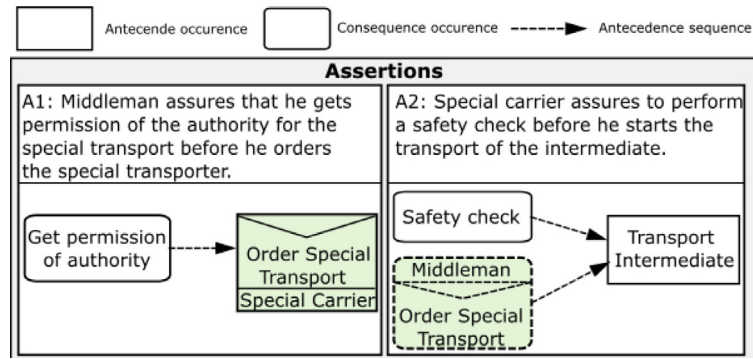 Antecende occurence
Consequence occurence
Antecedence sequence
Assertions
A1: Middleman assures that he gets
permission of the authority for the
special transport before he orders
the special transporter.
A2: Special carrier assures to perform
a safety check before he starts the
transport of the intermediate.
Get permission
of authority
Order Special
Transport
Special Carrier
Safety check
Middleman
Order Special
Transport
Transport
Intermediate